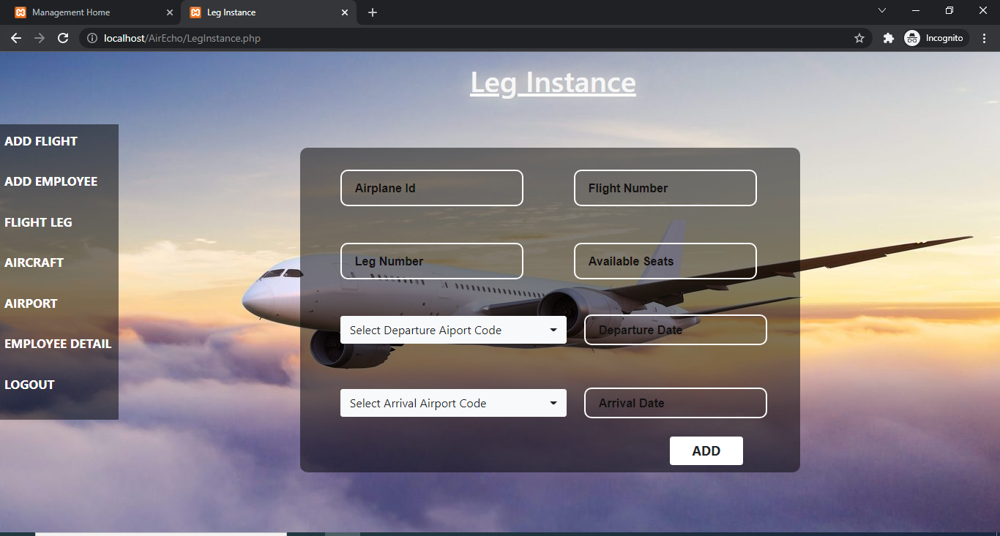 Management Home
Leg Instance
localhost/AirEcho/LegInstance.php
Incognito
Leg Instance
ADD FLIGHT
ADD EMPLOYEE
FLIGHT LEG
AIRCRAFT
AIRPORT
EMPLOYEE DETAIL
LOGOUT
Airplane Id
Flight Number
Leg Number
Available Seats
Select Departure Aiport Code
Departure Date
Select Arrival Airport Code
Arrival Date
ADD